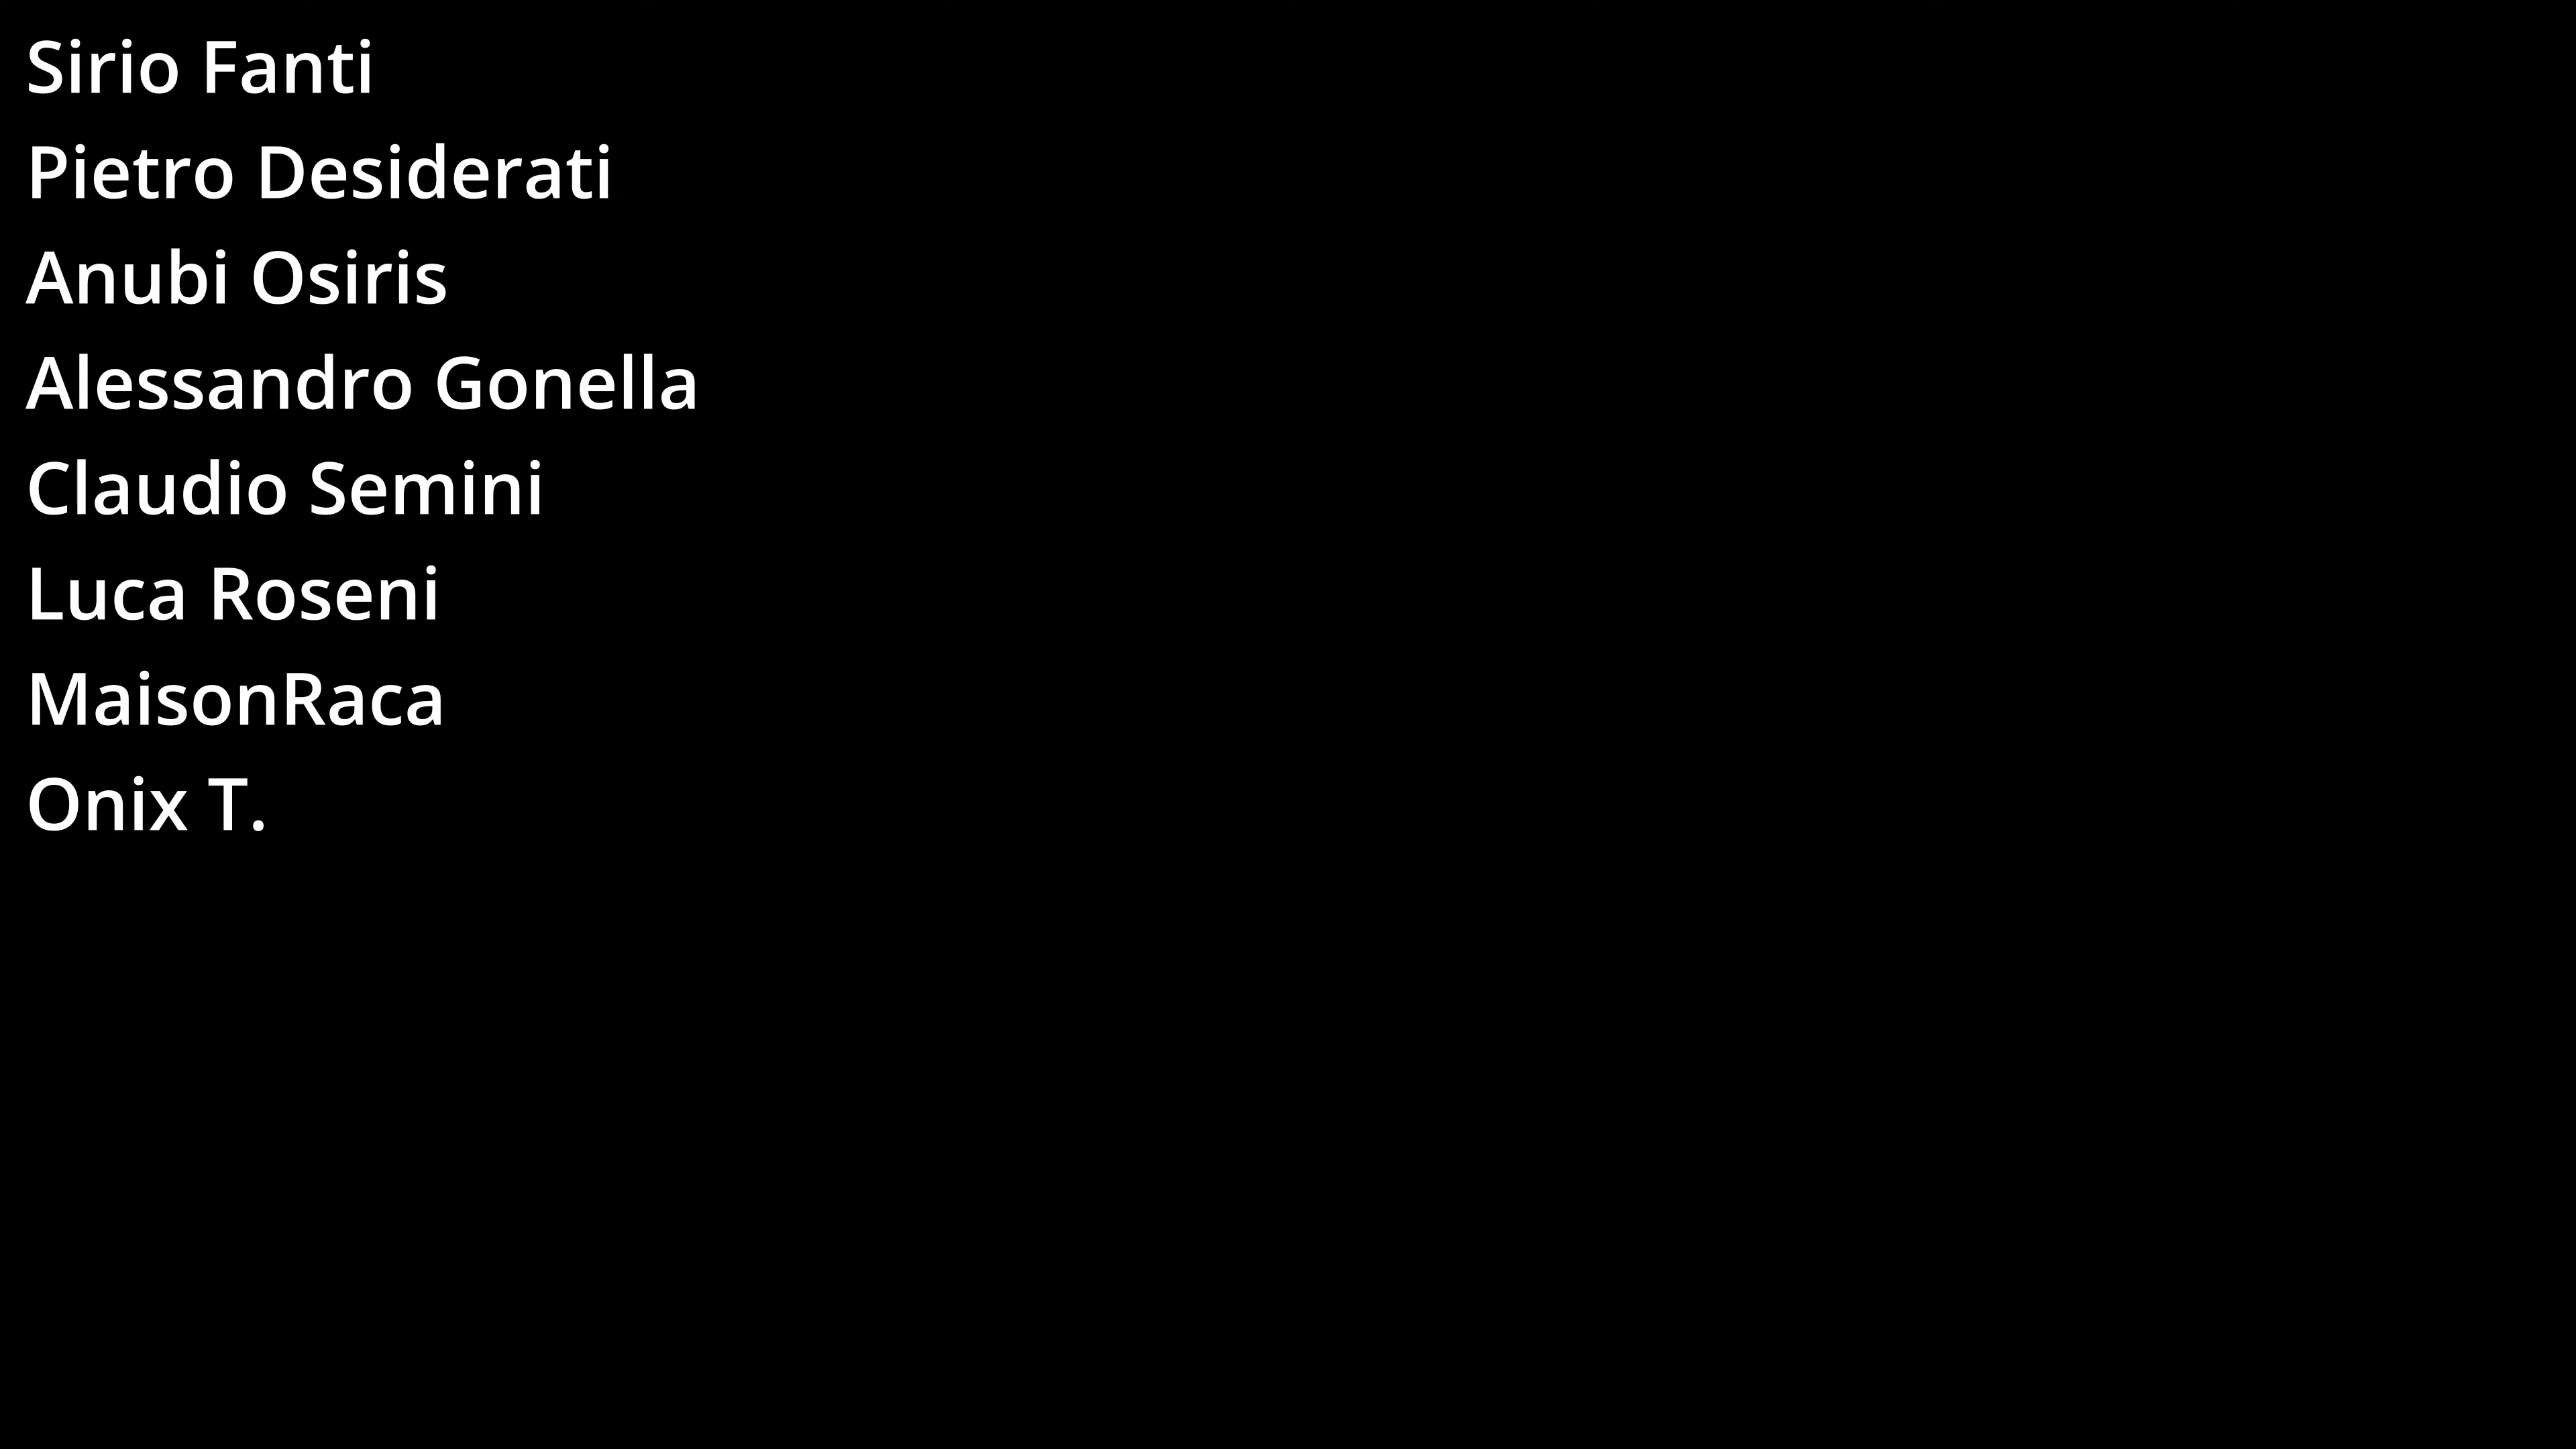 Sirio Fanti
Pietro Desiderati
Anubi Osiris
Alessandro Gonella
Claudio Semini
Luca Roseni
MaisonRaca
Onix T.